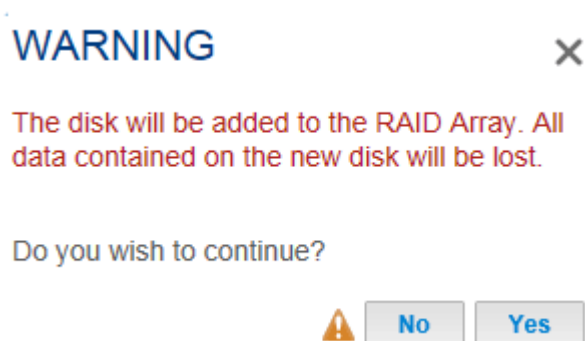 WARNING
The disk will be added to the RAID Array. All
data contained on the new disk will be lost.
Do you wish to continue?
No Yes